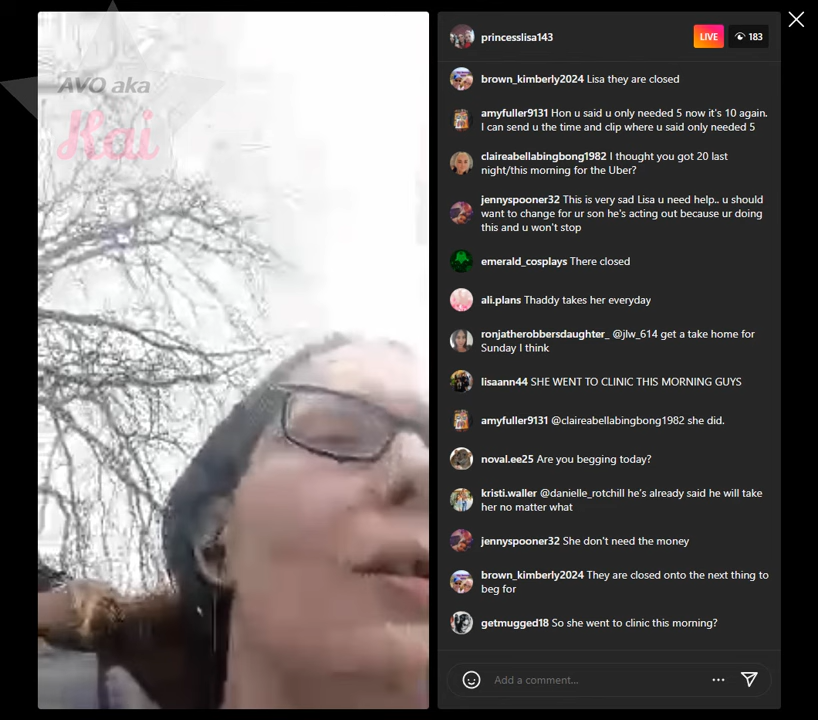 AVO aka
Kai
princesslisa143
LIVE
183
brown_kimberly2024 Lisa they are closed
amyfuller9131 Hon u said u only needed 5 now it's 10 again.
I can send u the time and clip where u said only needed 5
claireabellabingbong1982 I thought you got 20 last
night/this morning for the Uber?
jennyspooner32 This is very sad Lisa u need help.. u should
want to change for ur son he's acting out because ur doing
this and u won't stop
emerald_cosplays There closed
ali.plans Thaddy takes her everyday
ronjatherobbersdaughter_ @jlw_614 get a take home for
Sunday I think
lisaann44 SHE WENT TO CLINIC THIS MORNING GUYS
amyfuller9131 @claireabellabingbong1982 she did.
noval.ee25 Are you begging today?
kristi.waller @danielle_rotchill he's already said he will take
her no matter what
jennyspooner32 She don't need the money
brown_kimberly2024 They are closed onto the next thing to
beg for
getmugged18 So she went to clinic this morning?
Add a comment...